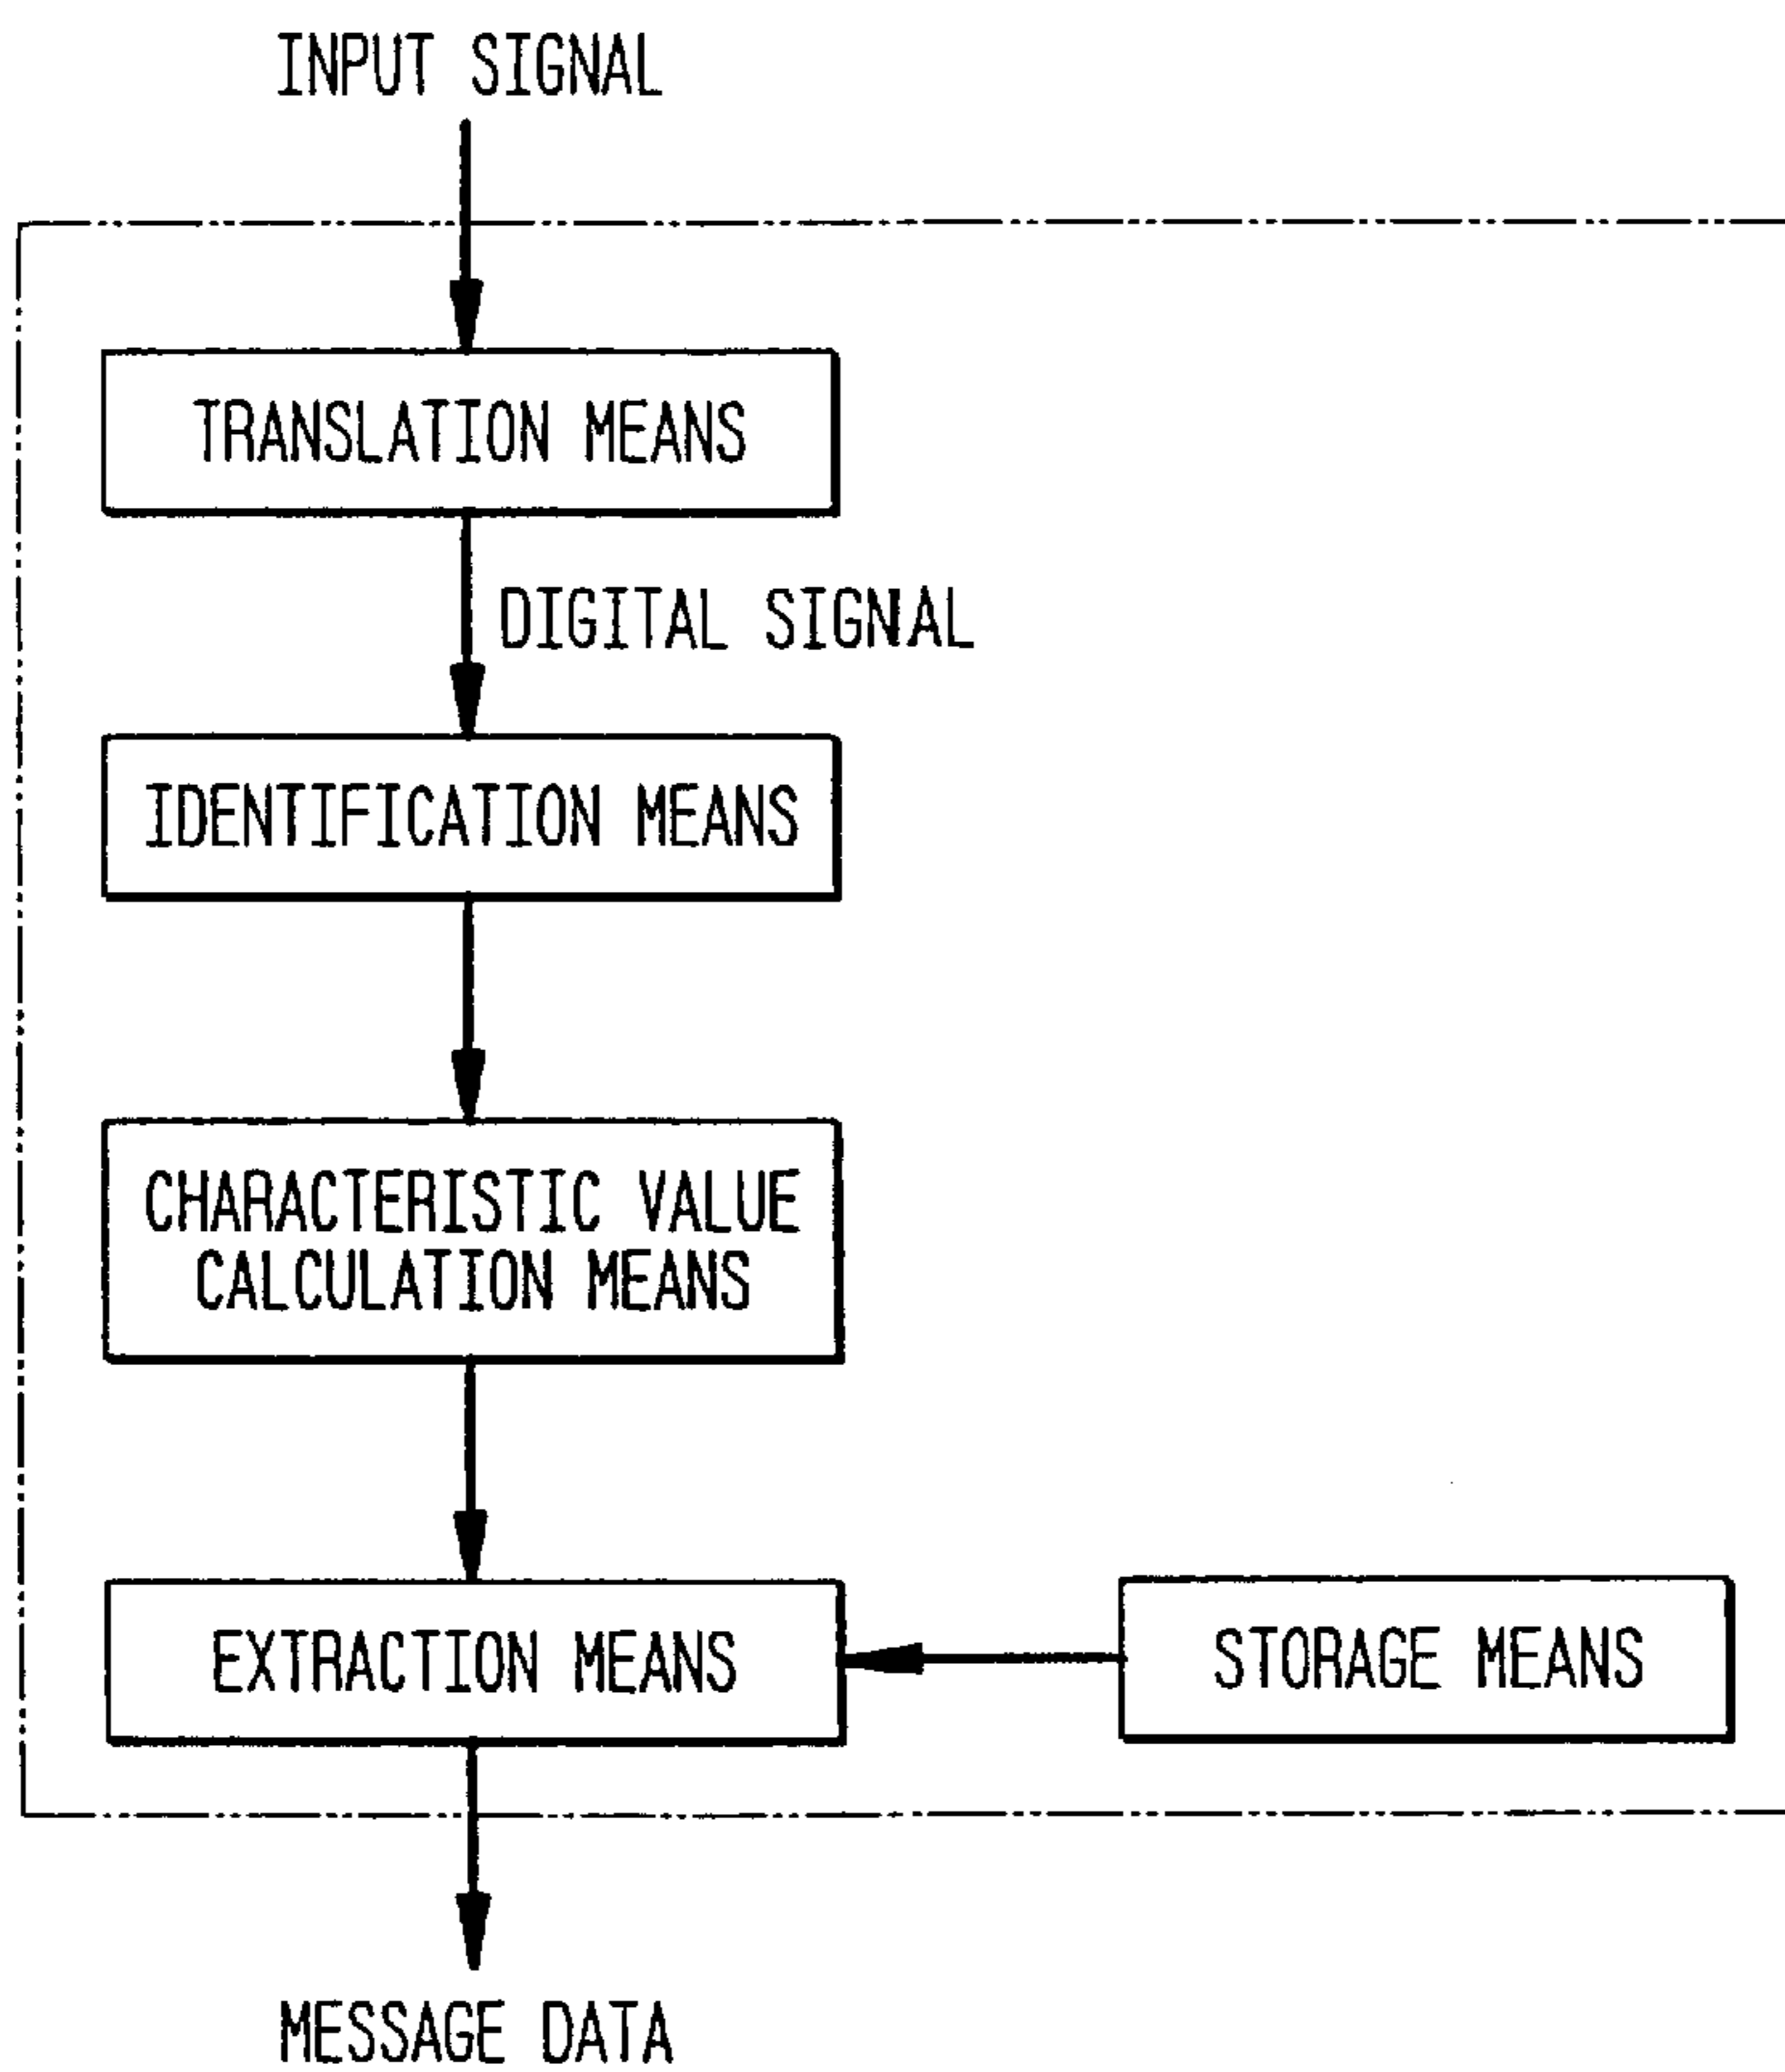 INPUT SIGNAL
TRANSLATION MEANS
DIGITAL SIGNAL
IDENTIFICATION MEANS
CHARACTERISTIC VALUE
CALCULATION MEANS
EXTRACTION MEANS
STORAGE MEANS
MESSAGE DATA